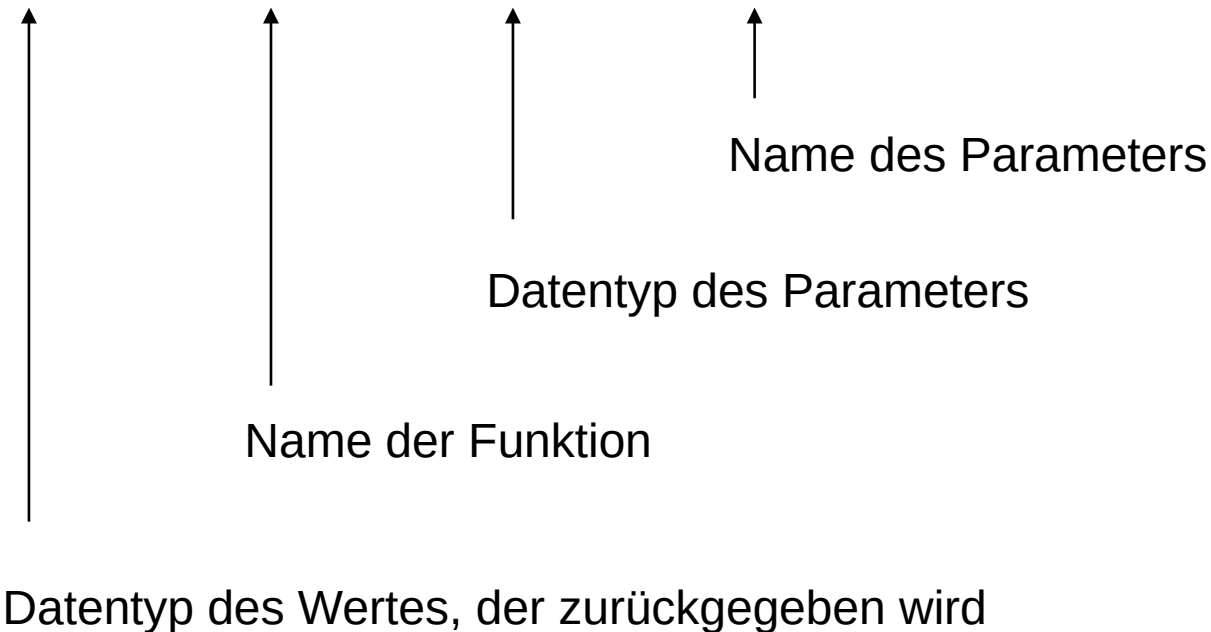 Name des Parameters
Datentyp des Parameters
Name der Funktion
Datentyp des Wertes, der zurückgegeben wird